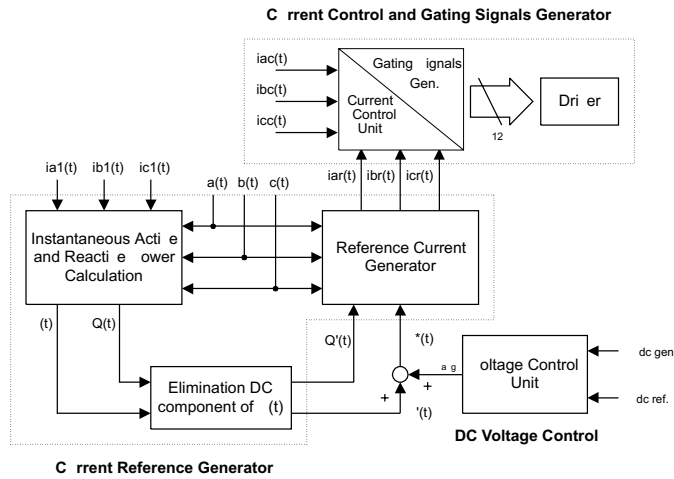 C rrent Control and Gating Signals Generator
iac(t)
ibc(t)
icc(t)
Gating ignals
Gen.
Current
Control
Unit
12
Dri er
ia1(t) ib1(t) ic1(t)
a(t) b(t) c(t)
iar(t) ibr(t) icr(t)
Instantaneous Acti e
and Reacti e ower
Calculation
Reference Current
Generator
(t) Q(t)
Q'(t)
*(t)
Elimination DC
component of (t)
+
+
a g
'(t)
oltage Control
Unit
dc gen
dc ref.
DC Voltage Control
C rrent Reference Generator